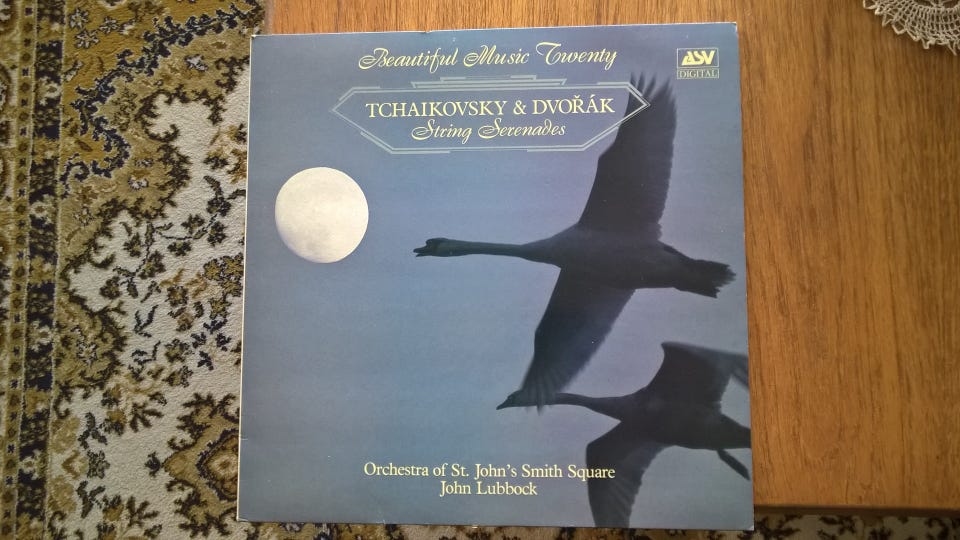 Beautiful Music Twenty
ASV
DIGITAL
TCHAIKOVSKY & DVOŘÁK
String Serenades
Orchestra of St. John's Smith Square
John Lubbock